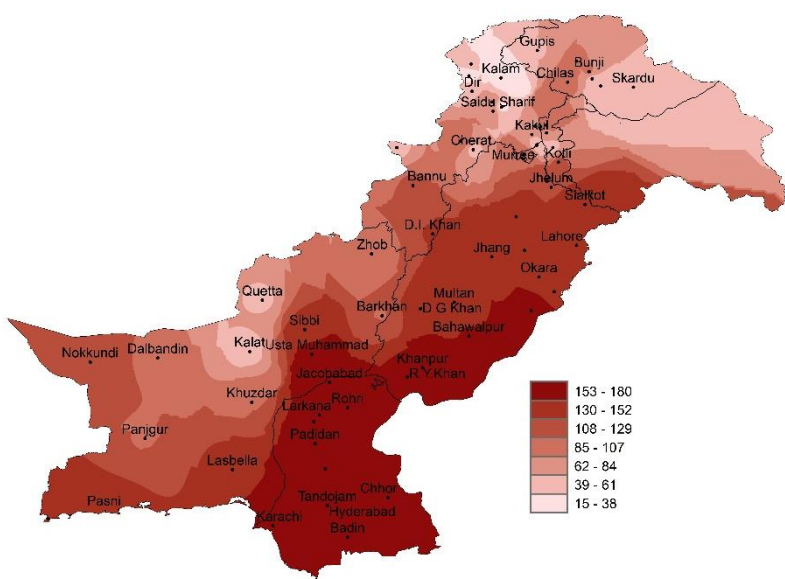 Gupis
Bunji
Kalam
Chilas
Skardu
Dir
Saidu Sharif
Kakul
Cherat
Murree
Kotli
Bannu
Jhelum
Sialkot
D.I. Khan
Zhob
Lahore
Jhang
Okara
Quetta
Multan
Barkhan
D G Khan
Sibbi
Bahawalpur
Kalat
Usta Muhammad
Nokkundi
Dalbandin
Khanpur
R.Y.Khan
Jacobabad
Khuzdar
Rohn
Larkana
Panjgur
Padidan
Lasbella
Chhor
Tandojam
Pasni
Hyderabad
Karachi
Badin
153 - 180
130 - 152
108 - 129
85 - 107
62 - 84
39 - 61
15 - 38